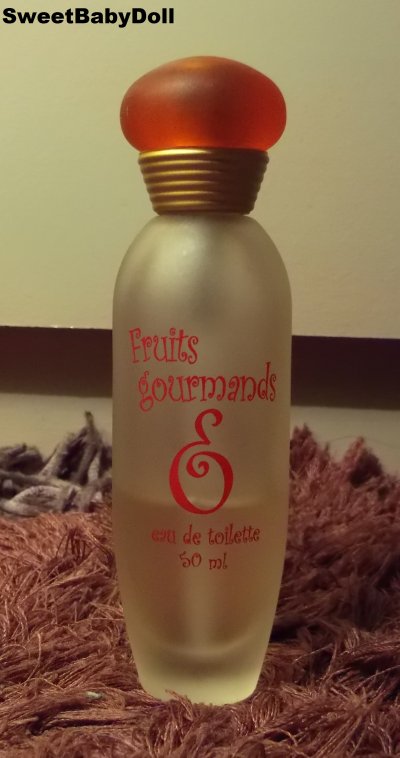 SweetBabyDoll
Fruits
gourmands
E
eau de toilette
50 ml